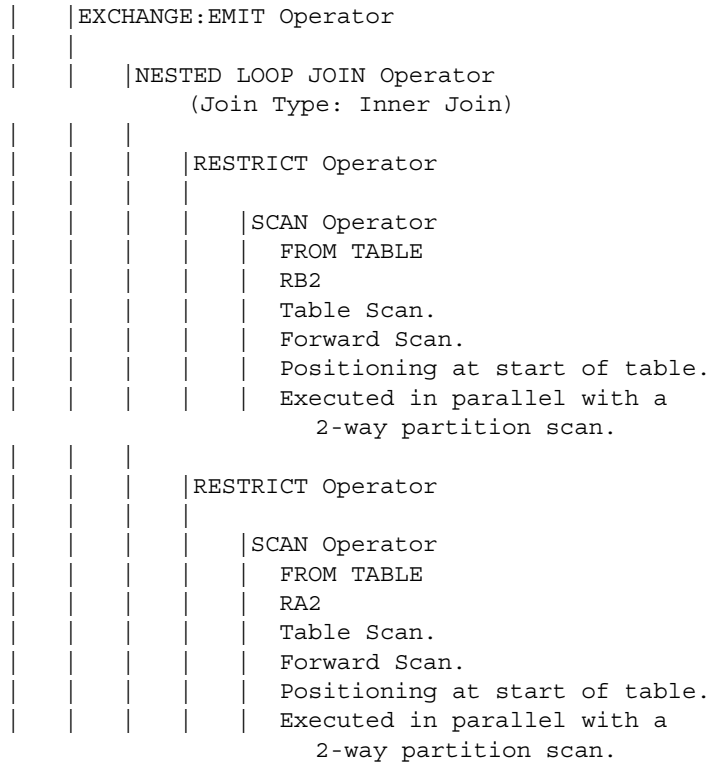 |   |EXCHANGE:EMIT Operator
|   |
|   |   |NESTED LOOP JOIN Operator
(Join Type: Inner Join)
|   |   |
|   |   |   |RESTRICT Operator
|   |   |   |
|   |   |   |   |SCAN Operator
|   |   |   |   |  FROM TABLE
|   |   |   |   |  RB2
|   |   |   |   |  Table Scan.
|   |   |   |   |  Forward Scan.
|   |   |   |   |  Positioning at start of table.
|   |   |   |   |  Executed in parallel with a
2-way partition scan.
|   |   |
|   |   |   |RESTRICT Operator
|   |   |   |
|   |   |   |   |SCAN Operator
|   |   |   |   |  FROM TABLE
|   |   |   |   |  RA2
|   |   |   |   |  Table Scan.
|   |   |   |   |  Forward Scan.
|   |   |   |   |  Positioning at start of table.
|   |   |   |   |  Executed in parallel with a
2-way partition scan.